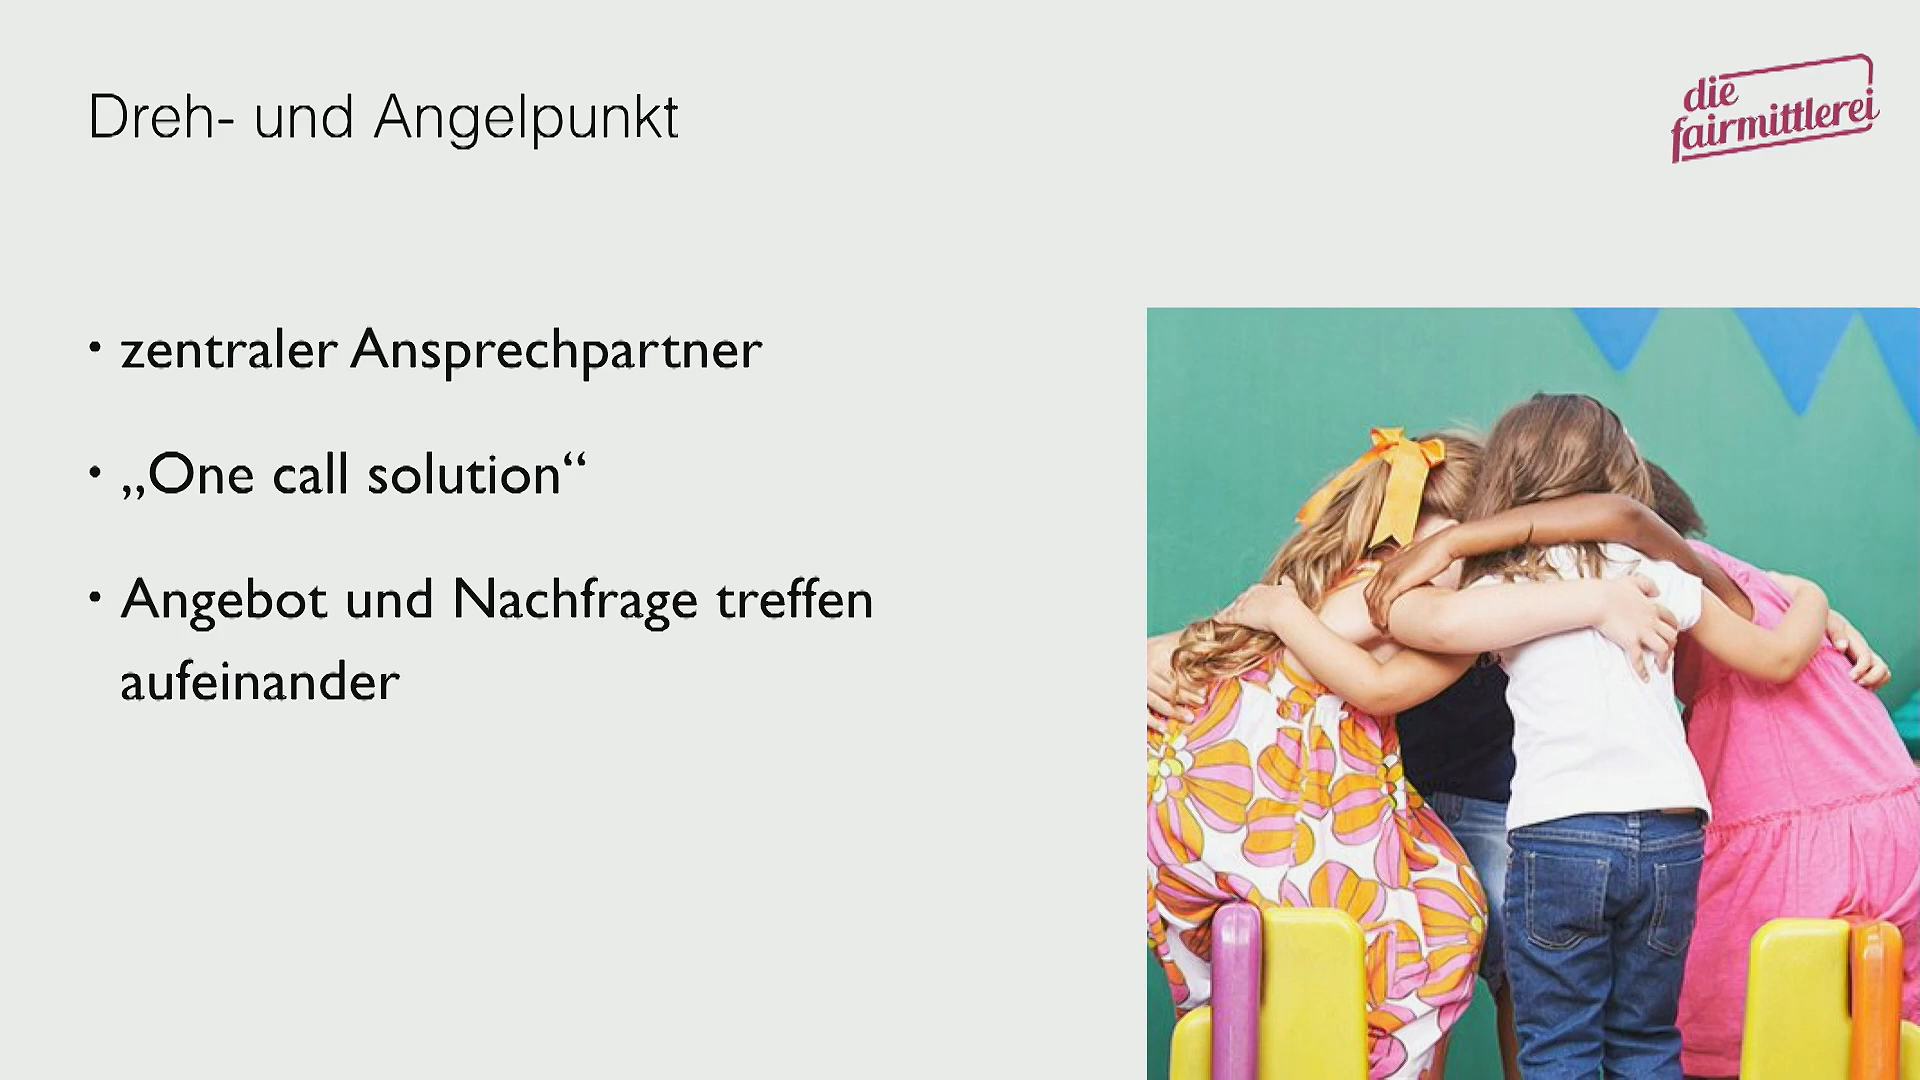 Dreh- und Angelpunkt
die
fairmittlerei
• zentraler Ansprechpartner
• „One call solution“
• Angebot und Nachfrage treffen
aufeinander